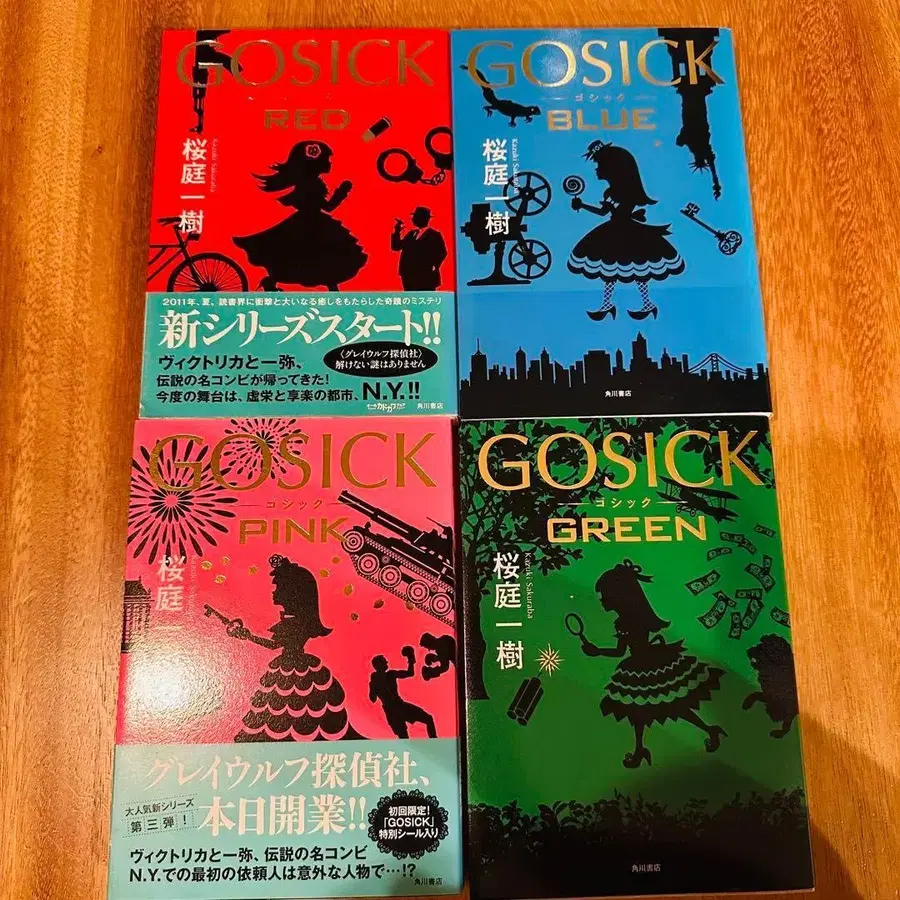 GOSICK
RED
桜庭一樹
Kazuki Sakuraba
2011年、夏、読書界に衝撃と大いなる癒しをもたらした奇蹟のミステリ
新シリーズスタート!!
ヴィクトリカと一弥、
伝説の名コンビが帰ってきた!
今度の舞台は、虚栄と享楽の都市、N.Y.!!
〈グレイウルフ探偵社〉
解けない謎はありません
角川書店
GOSICK
ゴシック
BLUE
桜庭一樹
Kazuki Sakuraba
角川書店
GOSICK
ゴシック
PINK
桜庭
グレイウルフ探偵社、
本日開業!!
大人気新シリーズ
第三弾!
初回限定!
「GOSICK」
特別シール入り
ヴィクトリカと一弥、伝説の名コンビ
N.Y.での最初の依頼人は意外な人物で…!?
角川書店
GOSICK
ゴシック
GREEN
桜庭一樹
Kazuki Sakuraba
角川書店